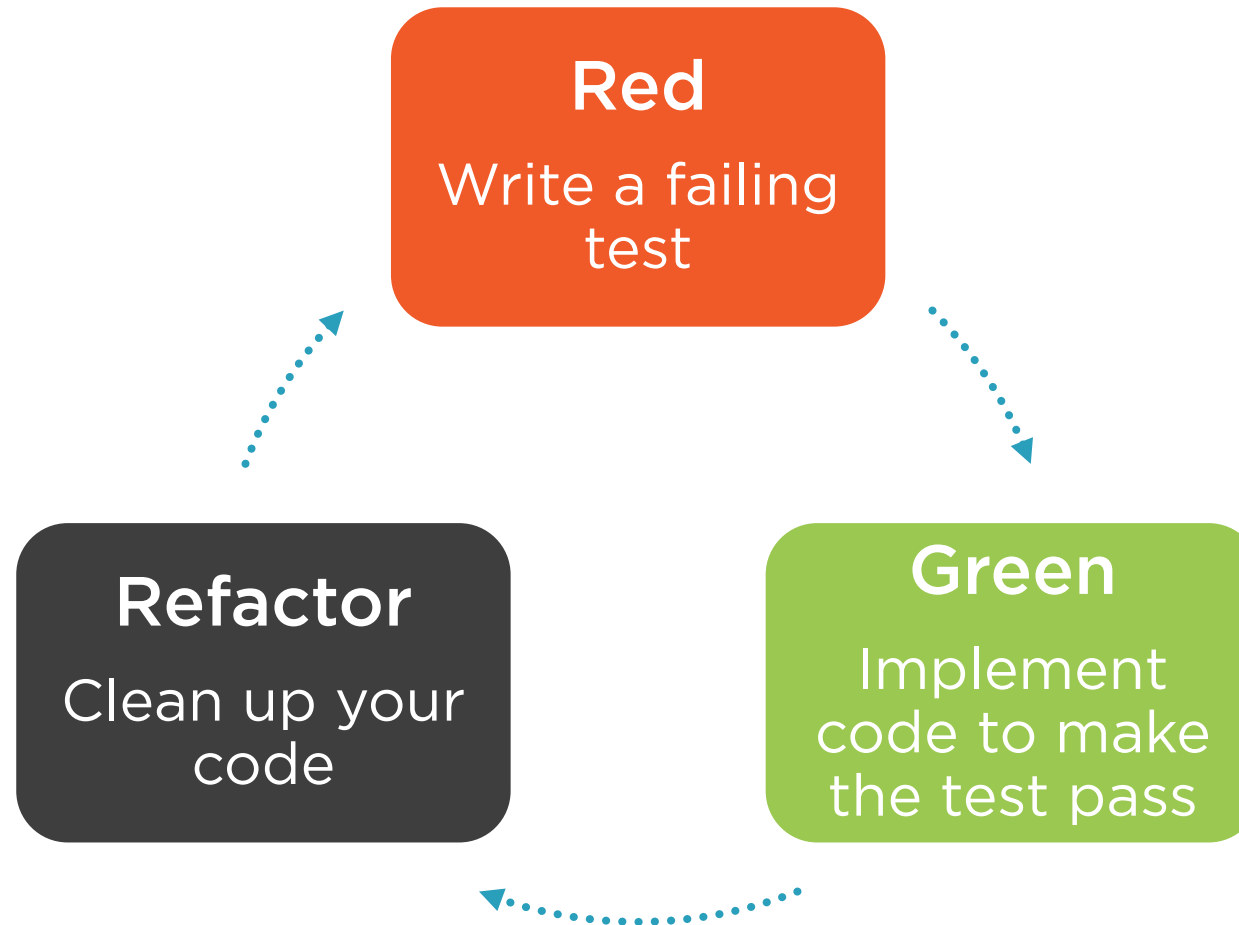 Red
Write a failing
test
Refactor
Clean up your
code
Green
Implement
code to make
the test pass